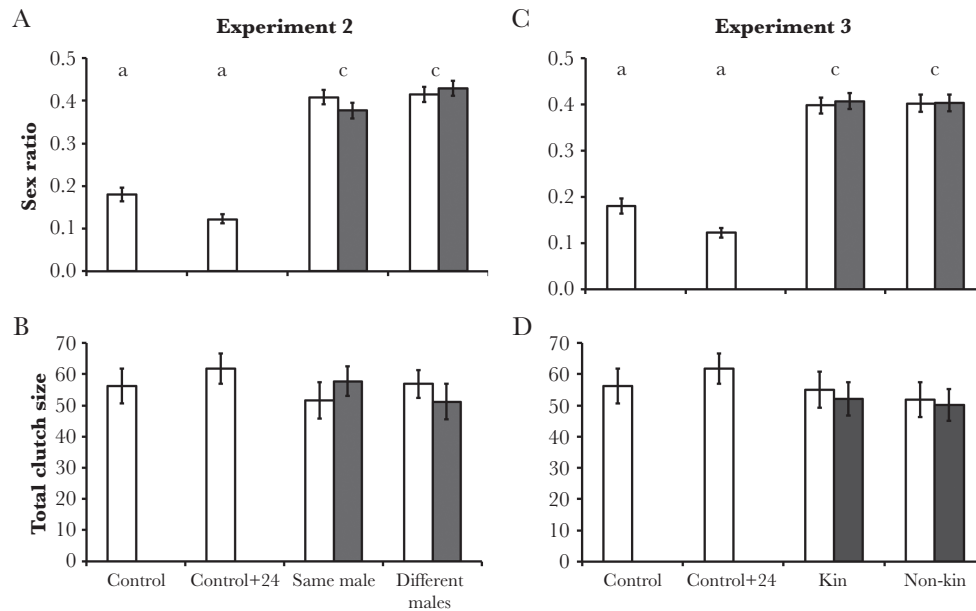 A
Experiment 2
Sex ratio
0.5
0.4
0.3
0.2
0.1
0.0
a
a
c
c
C
Experiment 3
0.5
0.4
0.3
0.2
0.1
0.0
a
a
c
c
B
Total clutch size
70
60
50
40
30
20
10
0
Control
Control+24
Same male
Different
males
D
70
60
50
40
30
20
10
0
Control
Control+24
Kin
Non-kin